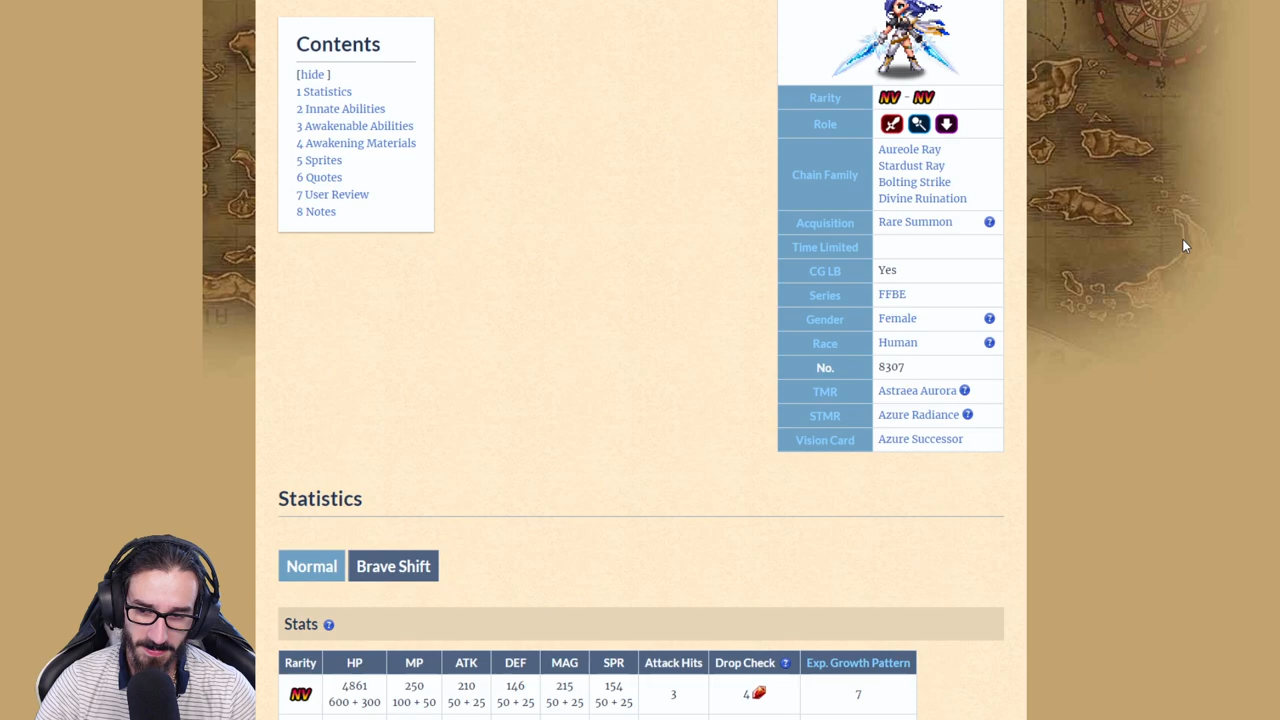 Contents
[hide ]
1 Statistics
2 Innate Abilities
3 Awakenable Abilities
4 Awakening Materials
5 Sprites
6 Quotes
7 User Review
8 Notes
Rarity NV - NV
Role
Chain Family
Aureole Ray
Stardust Ray
Bolting Strike
Divine Ruination
Acquisition Rare Summon ?
Time Limited
CG LB Yes
Series FFBE
Gender Female ?
Race Human ?
No. 8307
TMR Astraea Aurora ?
STMR Azure Radiance ?
Vision Card Azure Successor
Statistics
Normal Brave Shift
Stats ?
Rarity HP MP ATK DEF MAG SPR Attack Hits Drop Check ? Exp. Growth Pattern
NV 4861 250 210 146 215 154 3 4 7
600 + 300 100 + 50 50 + 25 50 + 25 50 + 25 50 + 25